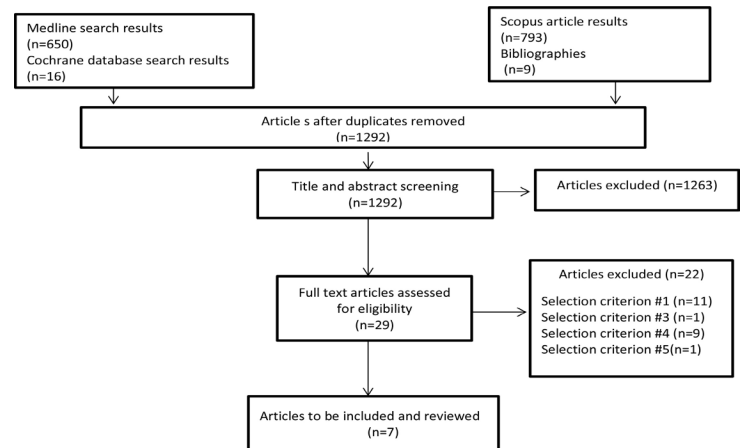 Medline search results
(n=650)
Cochrane database search results
(n=16)
Scopus article results
(n=793)
Bibliographies
(n=9)
Article s after duplicates removed
(n=1292)
Title and abstract screening
(n=1292)
Articles excluded (n=1263)
Full text articles assessed
for eligibility
(n=29)
Articles excluded (n=22)
Selection criterion #1 (n=11)
Selection criterion #3 (n=1)
Selection criterion #4 (n=9)
Selection criterion #5(n=1)
Articles to be included and reviewed
(n=7)